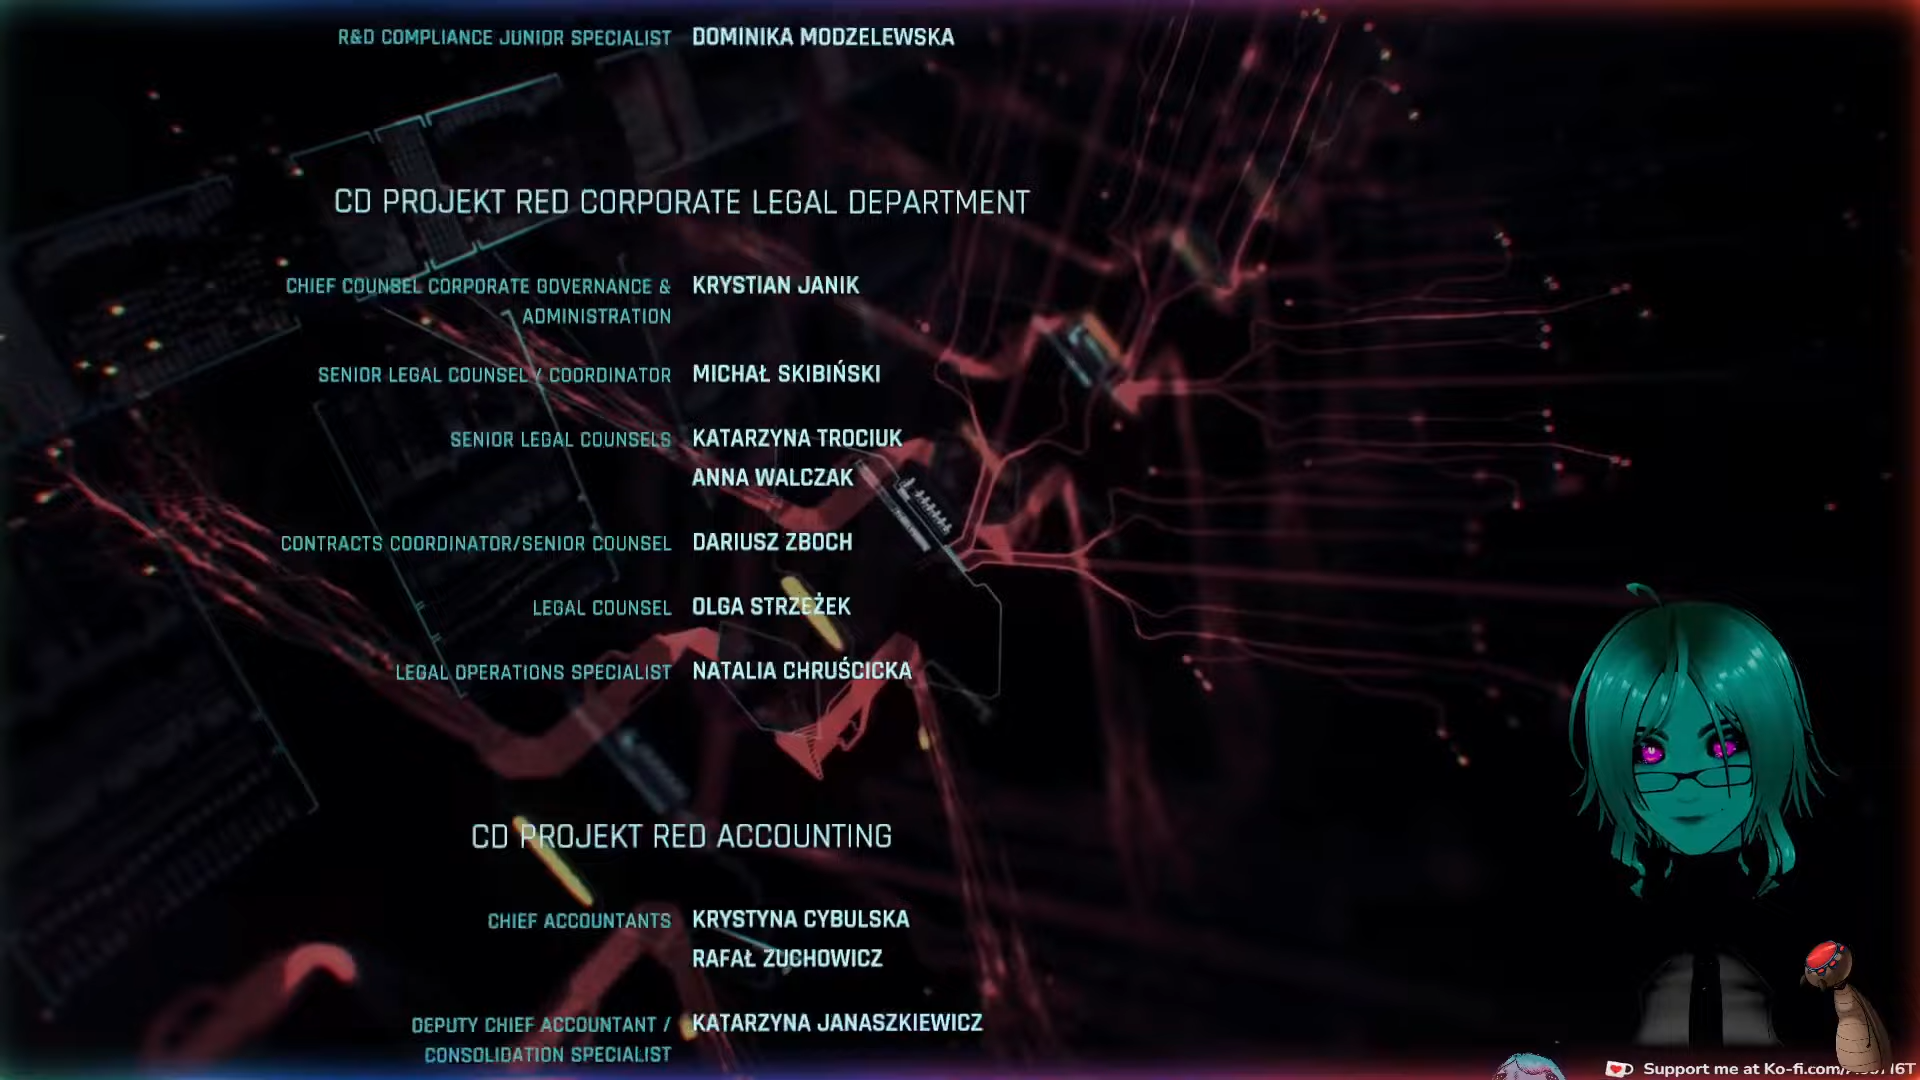 R&D COMPLIANCE JUNIOR SPECIALIST DOMINIKA MODZELEWSKA
CD PROJEKT RED CORPORATE LEGAL DEPARTMENT
CHIEF COUNSEL CORPORATE GOVERNANCE & KRYSTIAN JANIK
ADMINISTRATION
SENIOR LEGAL COUNSEL / COORDINATOR MICHAŁ SKIBIŃSKI
SENIOR LEGAL COUNSELS KATARZYNA TROCIUK
ANNA WALCZAK
CONTRACTS COORDINATOR/SENIOR COUNSEL DARIUSZ ZBOCH
LEGAL COUNSEL OLGA STRZEŻEK
LEGAL OPERATIONS SPECIALIST NATALIA CHRUŚCICKA
CD PROJEKT RED ACCOUNTING
CHIEF ACCOUNTANTS KRYSTYNA CYBULSKA
RAFAŁ ZUCHOWICZ
DEPUTY CHIEF ACCOUNTANT / KATARZYNA JANASZKIEWICZ
CONSOLIDATION SPECIALIST
Support me at